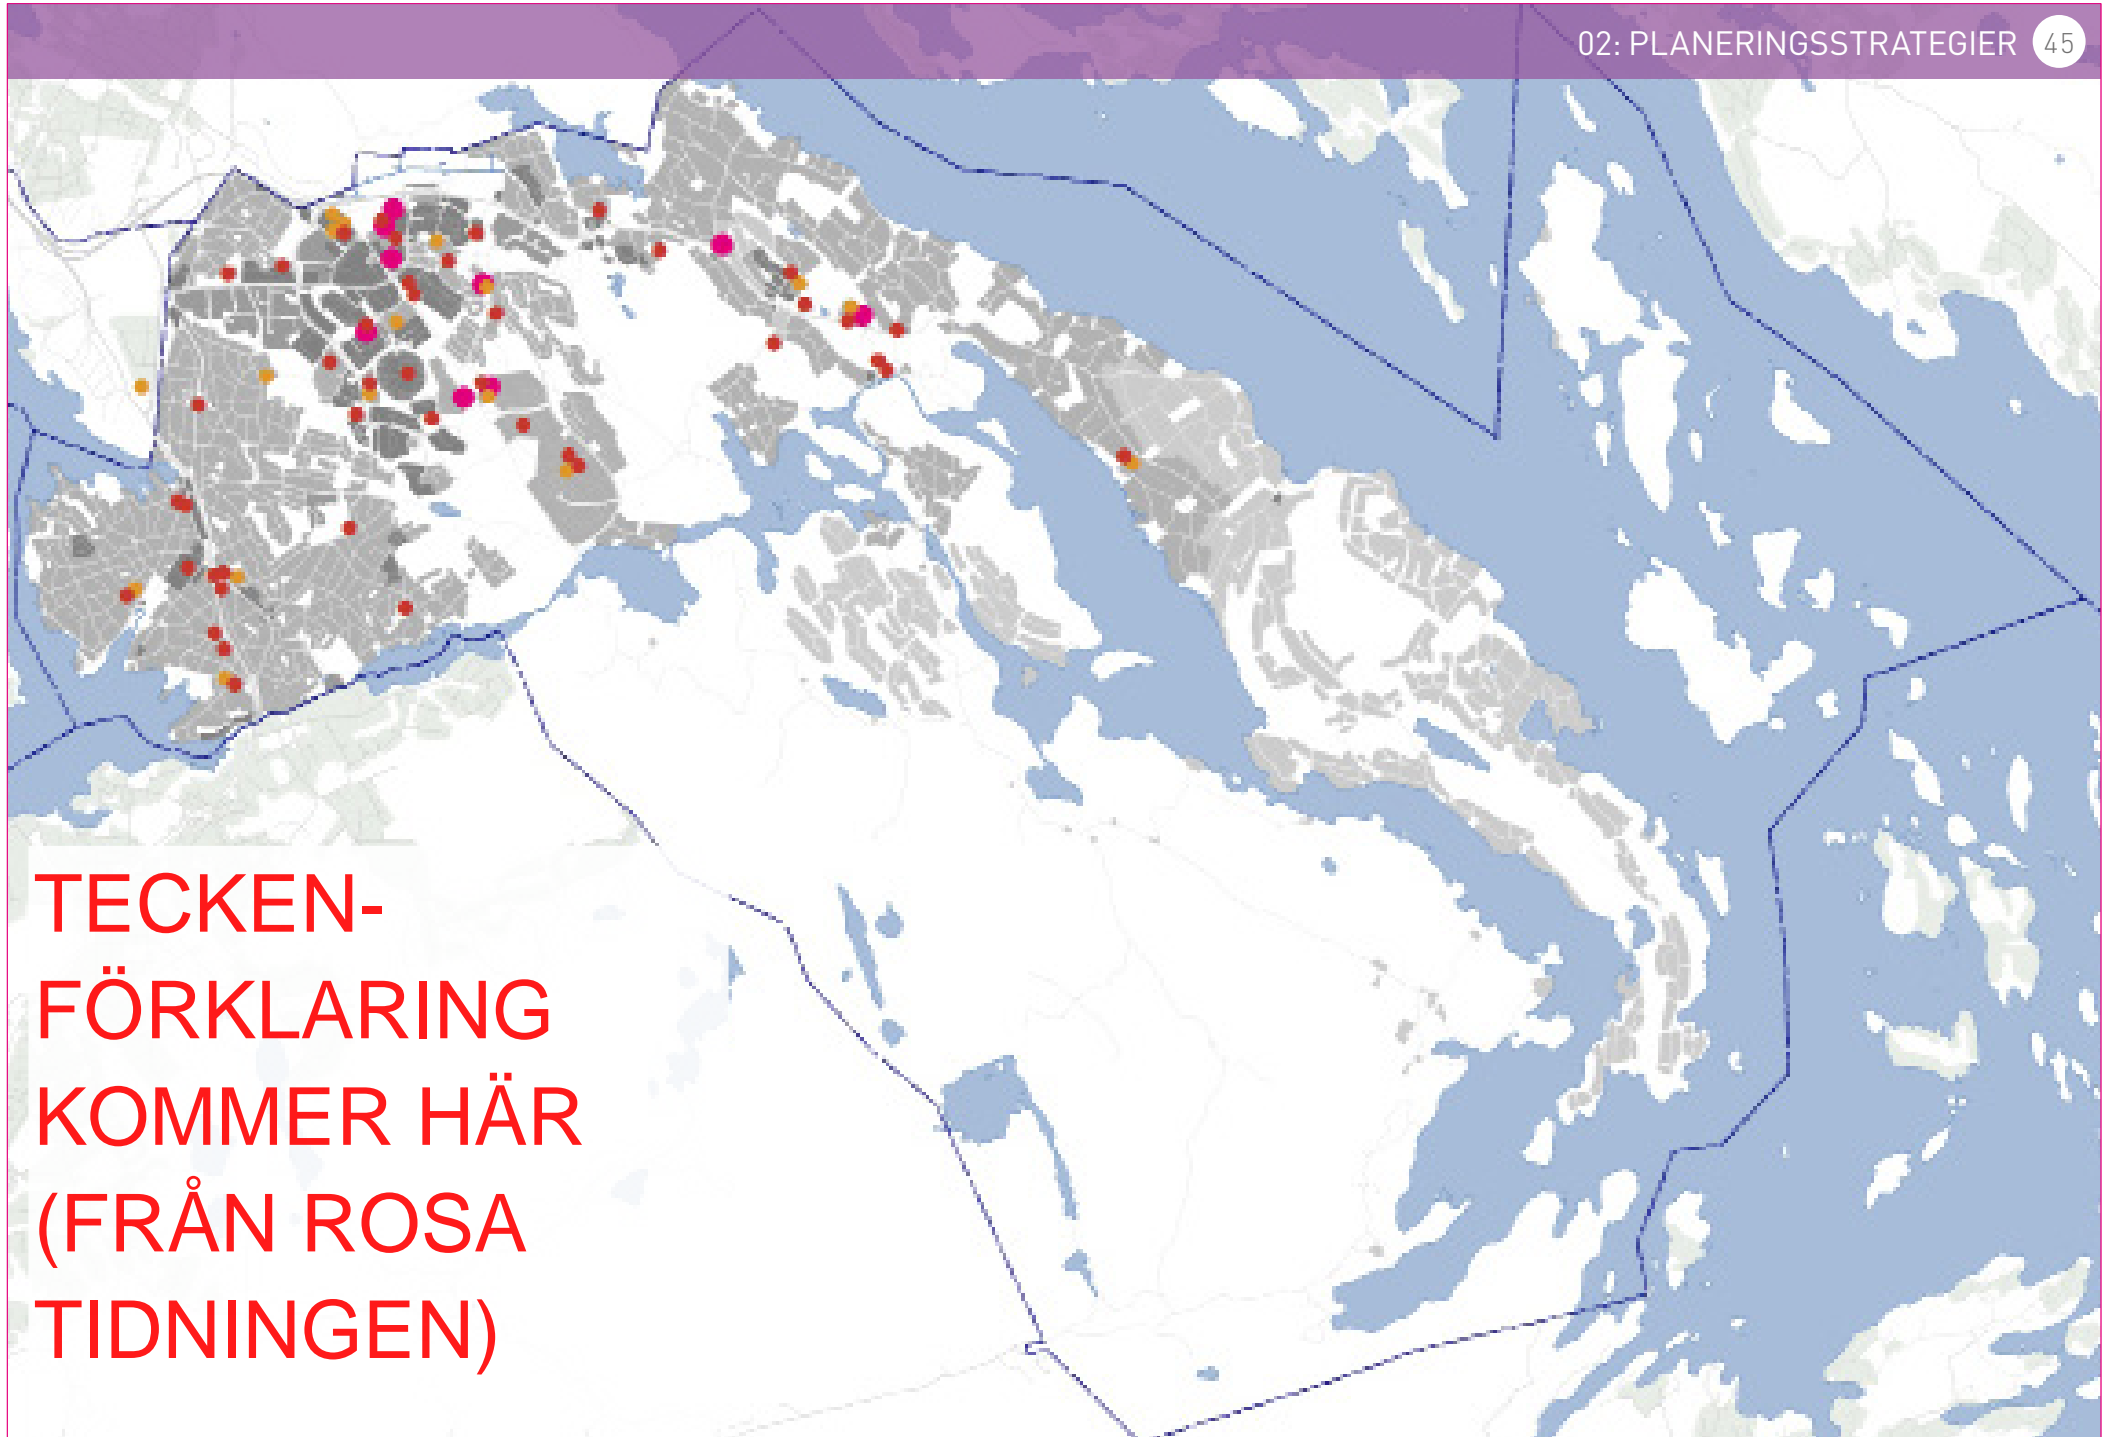 02: PLANERINGSSTRATEGIER 45
TECKEN-
FÖRKLARING
KOMMER HÄR
(FRÅN ROSA
TIDNINGEN)